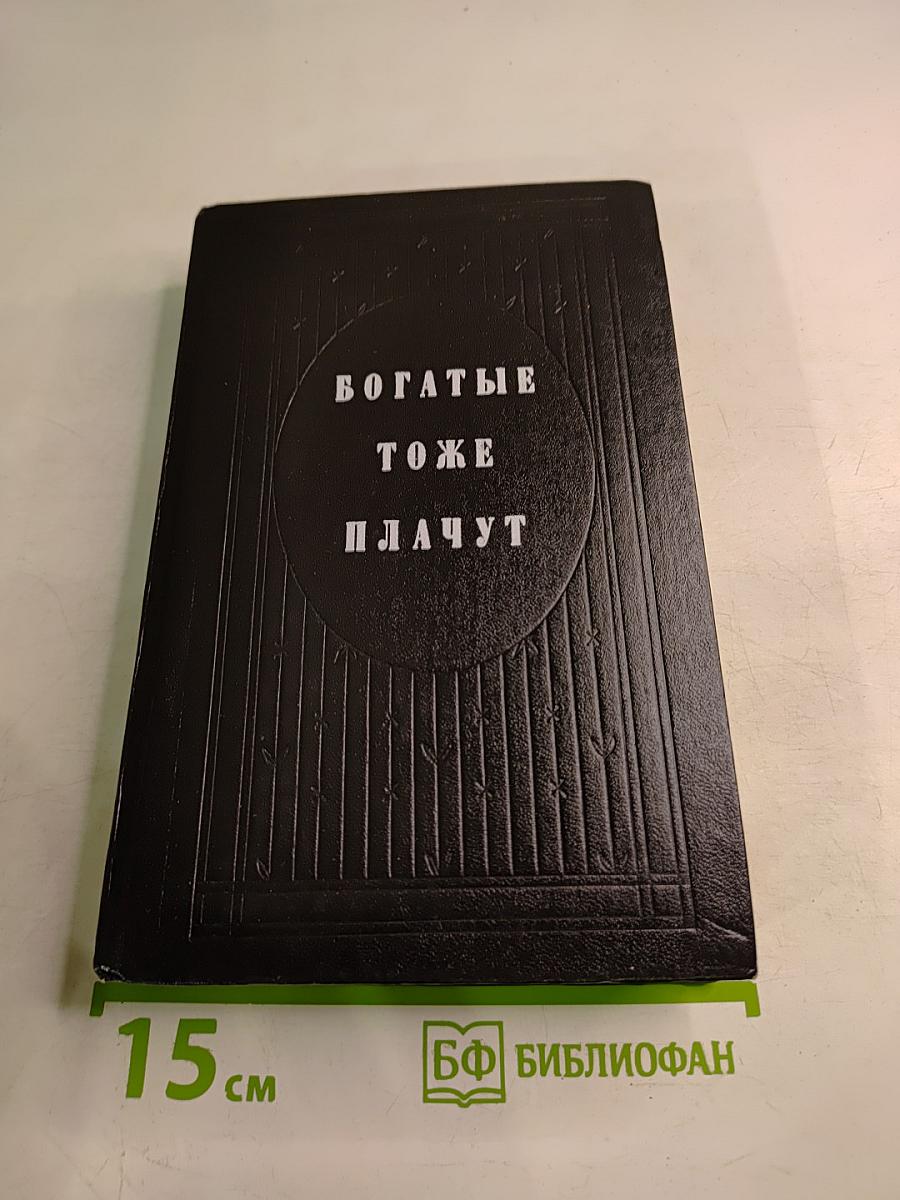 БОГАТЫЕ
ТОЖЕ
ПЛАЧУТ
15 см
БФ БИБЛИОФАН